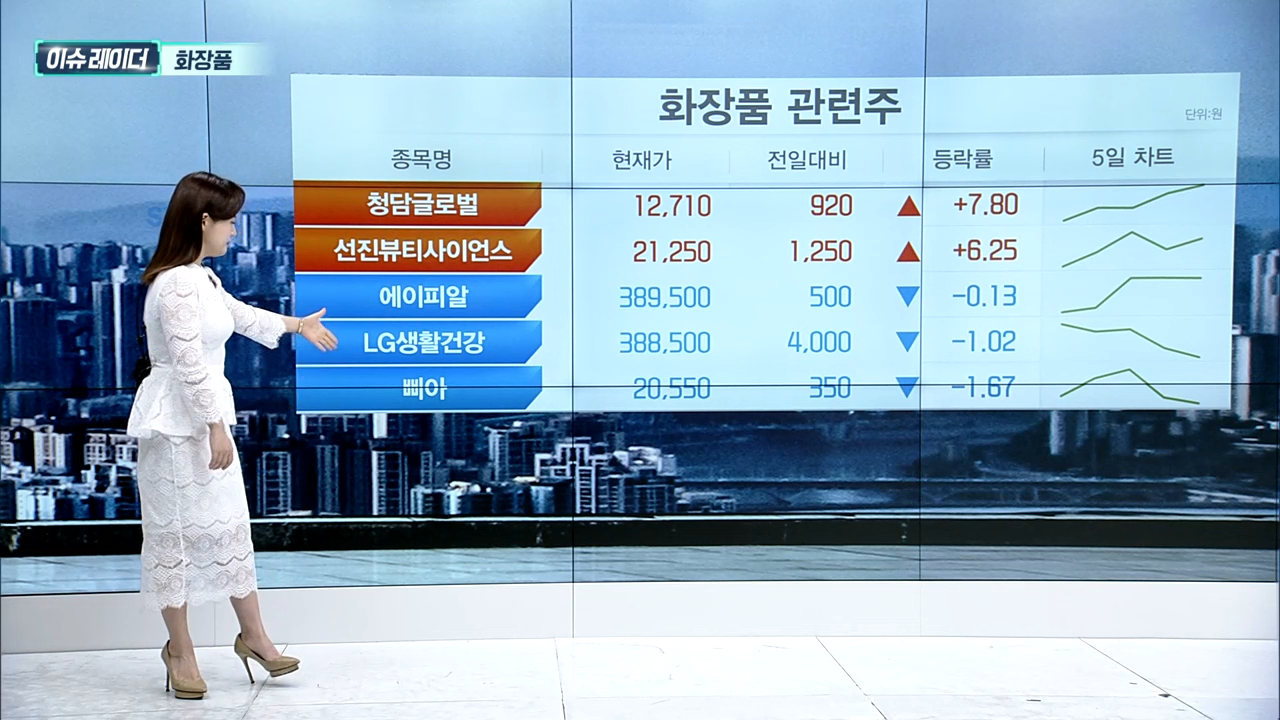 이슈레이더 화장품
화장품 관련주
단위:원
종목명 현재가 전일대비 등락률 5일 차트
청담글로벌 12,710 920 ▲ +7.80
선진뷰티사이언스 21,250 1,250 ▲ +6.25
에이피알 389,500 500 ▼ -0.13
LG생활건강 388,500 4,000 ▼ -1.02
삐아 20,550 350 ▼ -1.67